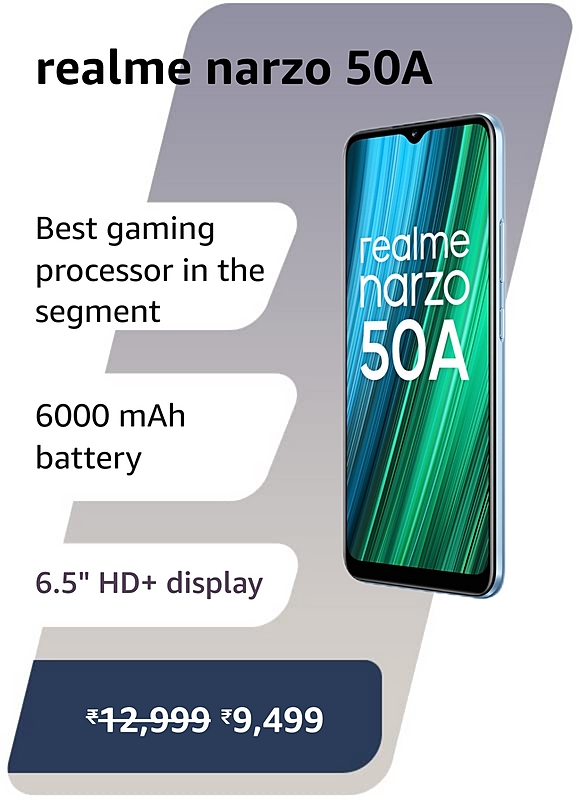 realme narzo 50A
Best gaming
processor in the
segment
realme
narzo
50A
6000 mAh
battery
6.5" HD+ display
₹12,999 ₹9,499